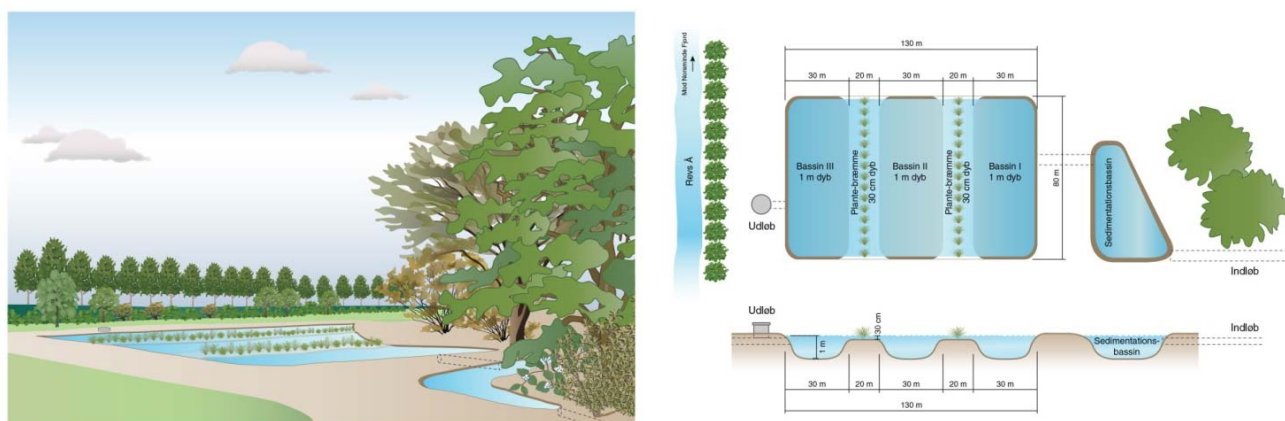 Mod Norsminde Fjord
Revs Å
Udløb
130 m
30 m
20 m
30 m
20 m
30 m
Bassin III
1 m dyb
Plante-bræmme
30 cm dyb
Bassin II
1 m dyb
Plante-bræmme
30 cm dyb
Bassin I
1 m dyb
80 m
Sedimentationsbassin
Indløb
Udløb
30 cm
1 m
Sedimentations-
bassin
Indløb
30 m
20 m
30 m
20 m
30 m
130 m